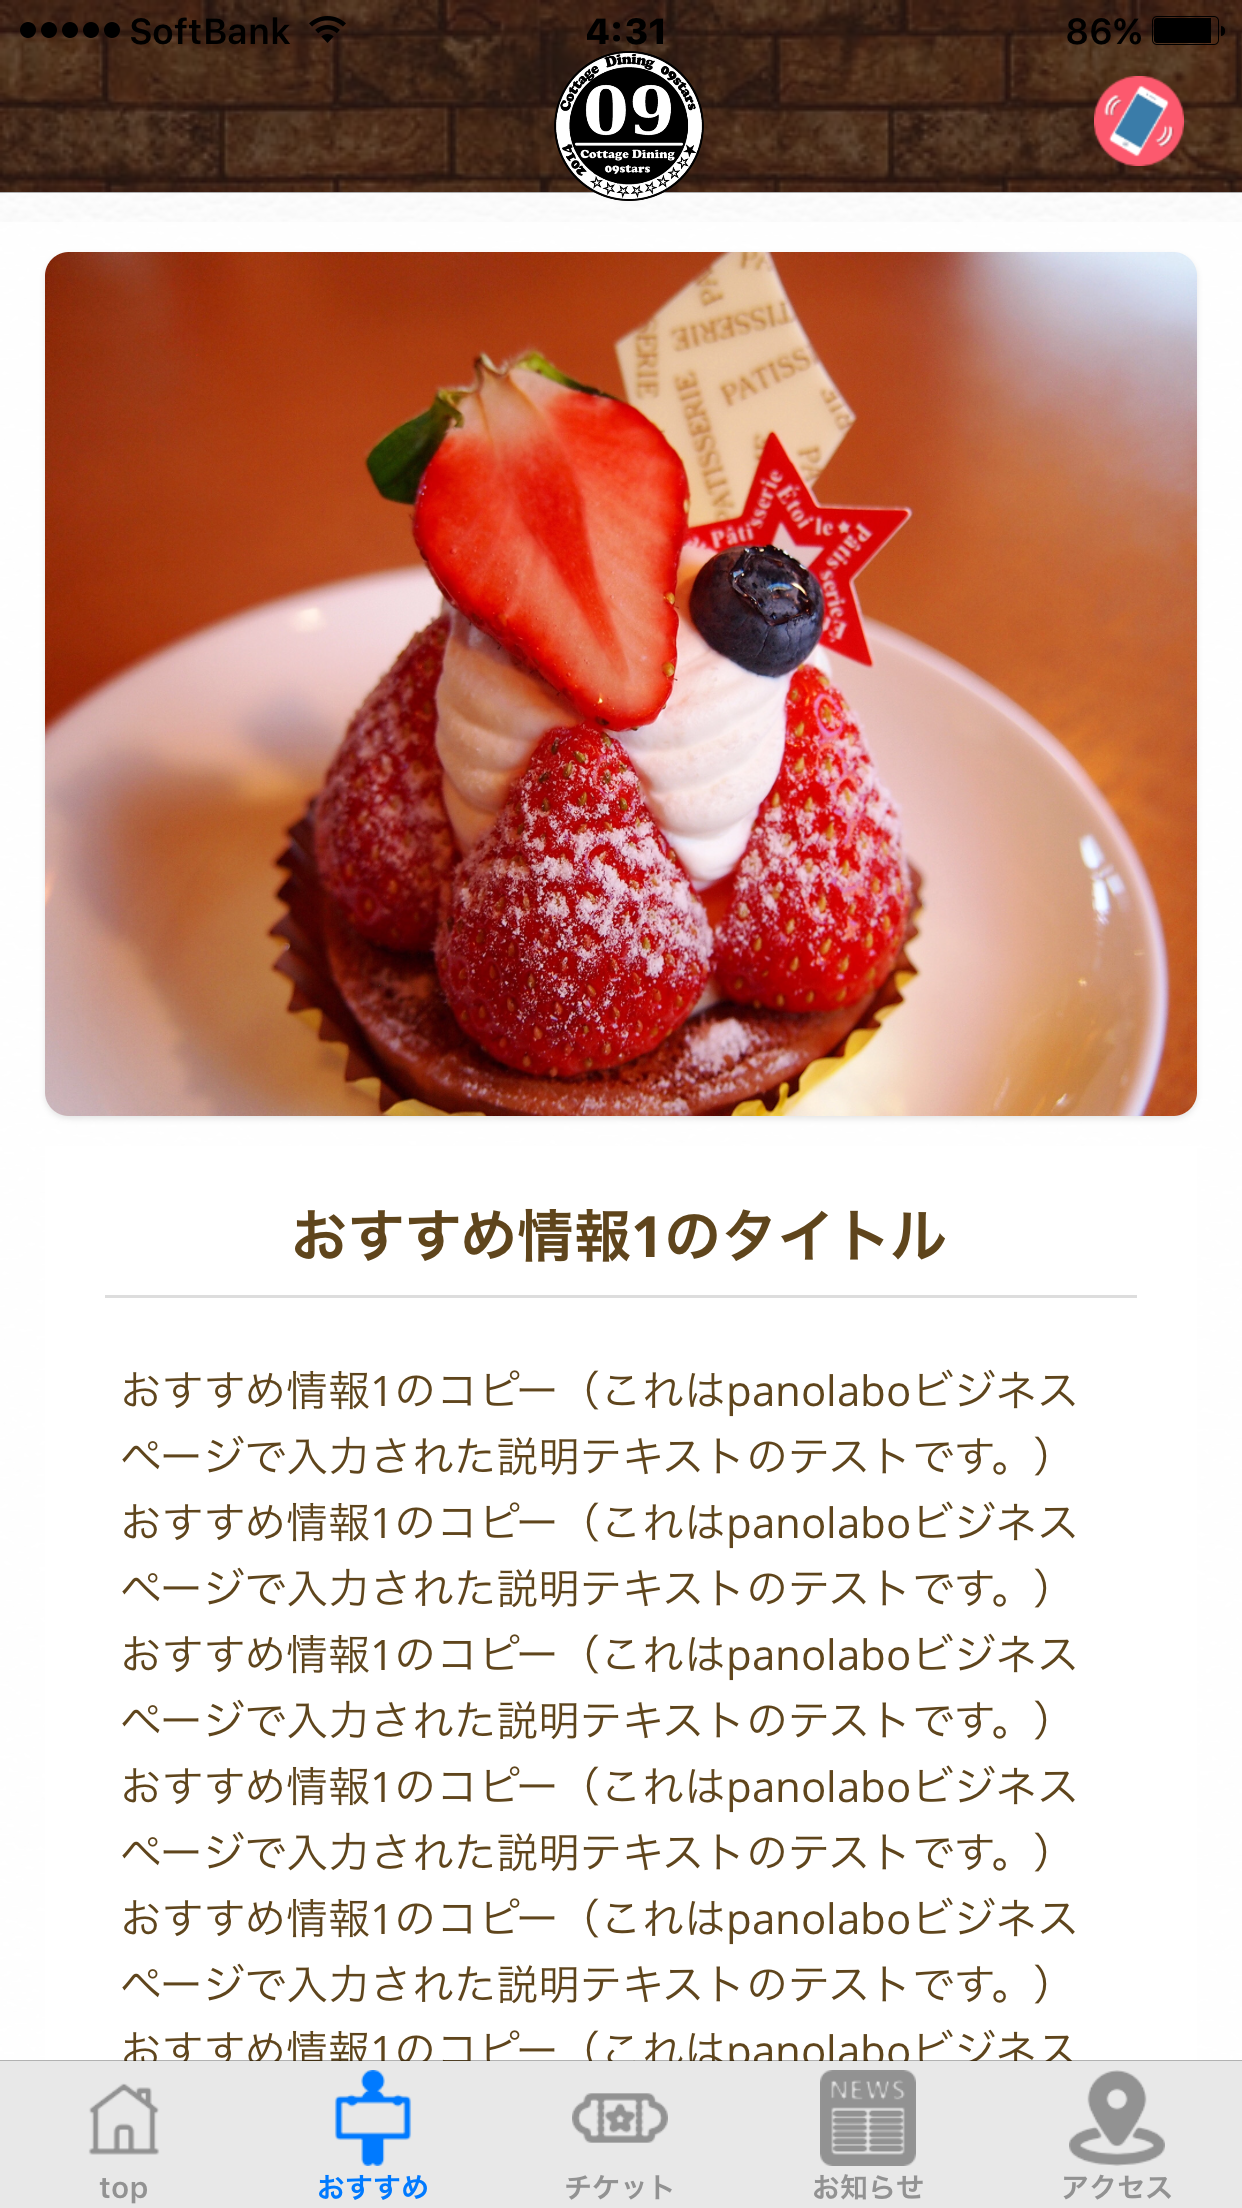 SoftBank 4:31 86%
Cottage Dining 09stars
09
Cottage Dining
09stars
2014
PATISSERIE
PATISSERIE
PATISS
Pâtisserie Étoile Pâtisserie
おすすめ情報1のタイトル
おすすめ情報1のコピー（これはpanolaboビジネス
ページで入力された説明テキストのテストです。）
おすすめ情報1のコピー（これはpanolaboビジネス
ページで入力された説明テキストのテストです。）
おすすめ情報1のコピー（これはpanolaboビジネス
ページで入力された説明テキストのテストです。）
おすすめ情報1のコピー（これはpanolaboビジネス
ページで入力された説明テキストのテストです。）
おすすめ情報1のコピー（これはpanolaboビジネス
ページで入力された説明テキストのテストです。）
おすすめ情報1のコピー（これはpanolaboビジネス
NEWS
top おすすめ チケット お知らせ アクセス